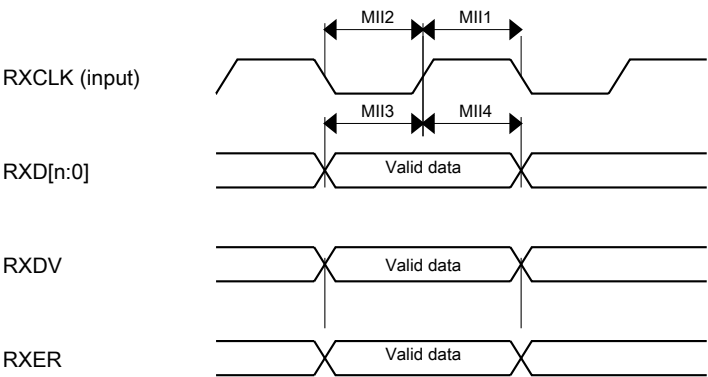 MII2 MII1
RXCLK (input)
MII3 MII4
RXD[n:0] Valid data
RXDV Valid data
RXER Valid data